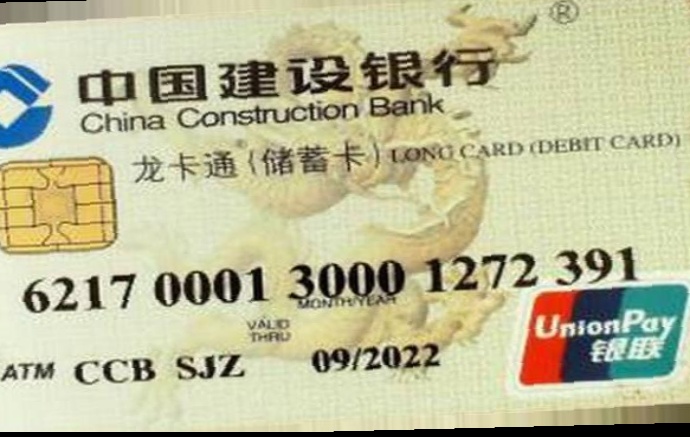 ®
中国建设银行
China Construction Bank
龙卡通®(储蓄卡) LONG CARD (DEBIT CARD)
6217 0001 3000 1272 391
MONTH/YEAR
VALID
THRU
ATM CCB SJZ 09/2022
UnionPay
银联